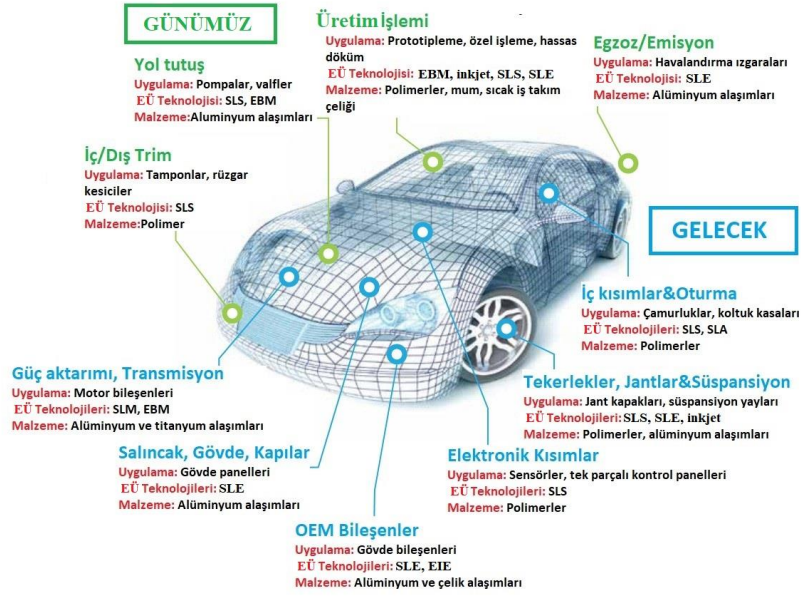 GÜNÜMÜZ
Üretim İşlemi
Uygulama: Prototipleme, özel işleme, hassas
döküm
EÜ Teknolojisi: EBM, inkjet, SLS, SLE
Malzeme: Polimerler, mum, sıcak iş takım
çeliği
Egzoz/Emisyon
Uygulama: Havalandırma ızgaraları
EÜ Teknolojisi: SLE
Malzeme: Alüminyum alaşımları
Yol tutuş
Uygulama: Pompalar, valfler
EÜ Teknolojisi: SLS, EBM
Malzeme:Aluminyum alaşımları
İç/Dış Trim
Uygulama: Tamponlar, rüzgar
kesiciler
EÜ Teknolojisi: SLS
Malzeme:Polimer
GELECEK
İç kısımlar&Oturma
Uygulama: Çamurluklar, koltuk kasaları
EÜ Teknolojileri: SLS, SLA
Malzeme: Polimerler
Güç aktarımı, Transmisyon
Uygulama: Motor bileşenleri
EÜ Teknolojileri: SLM, EBM
Malzeme: Alüminyum ve titanyum alaşımları
Tekerlekler, Jantlar&Süspansiyon
Uygulama: Jant kapakları, süspansiyon yayları
EÜ Teknolojileri: SLS, SLE, inkjet
Malzeme: Polimerler, alüminyum alaşımları
Salıncak, Gövde, Kapılar
Uygulama: Gövde panelleri
EÜ Teknolojileri: SLE
Malzeme: Alüminyum alaşımları
Elektronik Kısımlar
Uygulama: Sensörler, tek parçalı kontrol panelleri
EÜ Teknolojileri: SLS
Malzeme: Polimerler
OEM Bileşenler
Uygulama: Gövde bileşenleri
EÜ Teknolojileri: SLE, EIE
Malzeme: Alüminyum ve çelik alaşımları